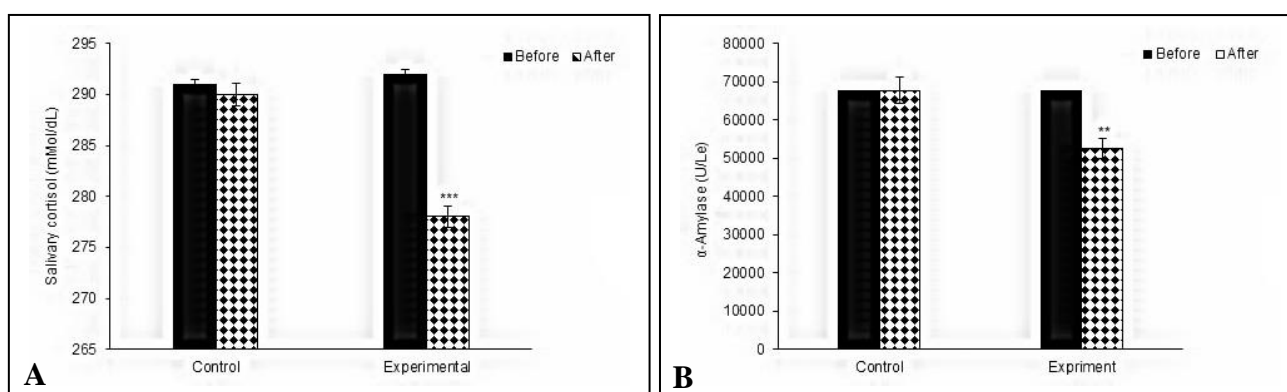 295
290
285
280
275
270
265
Salivary cortisol (mMol/dL)
Before After
***
Control Experimental
A
80000
70000
60000
50000
40000
30000
20000
10000
0
α-Amylase (U/Le)
Before After
**
Control Expriment
B